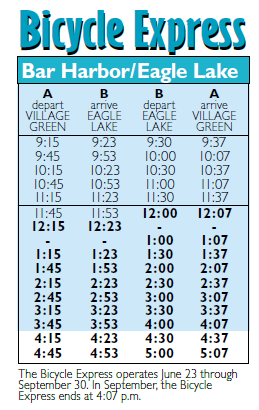 Bicycle Express
Bar Harbor/Eagle Lake
A B B A
depart arrive depart arrive
VILLAGE EAGLE EAGLE VILLAGE
GREEN LAKE LAKE GREEN
9:15 9:23 9:30 9:37
9:45 9:53 10:00 10:07
10:15 10:23 10:30 10:37
10:45 10:53 11:00 11:07
11:15 11:23 11:30 11:37
11:45 11:53 12:00 12:07
12:15 12:23 - -
- - 1:00 1:07
1:15 1:23 1:30 1:37
1:45 1:53 2:00 2:07
2:15 2:23 2:30 2:37
2:45 2:53 3:00 3:07
3:15 3:23 3:30 3:37
3:45 3:53 4:00 4:07
4:15 4:23 4:30 4:37
4:45 4:53 5:00 5:07
The Bicycle Express operates June 23 through
September 30. In September, the Bicycle
Express ends at 4:07 p.m.